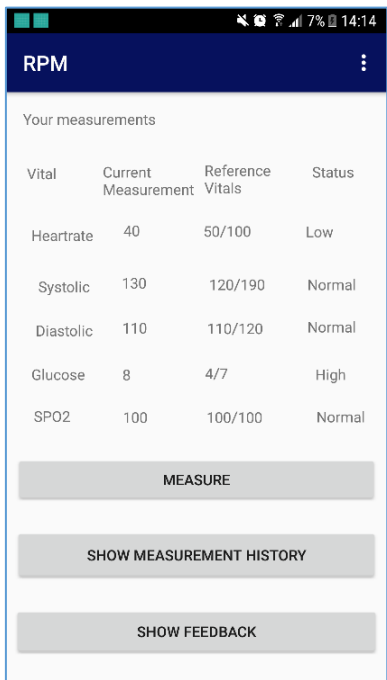 7% 14:14
RPM
Your measurements
Vital Current Measurement Reference Vitals Status
Heartrate 40 50/100 Low
Systolic 130 120/190 Normal
Diastolic 110 110/120 Normal
Glucose 8 4/7 High
SPO2 100 100/100 Normal
MEASURE
SHOW MEASUREMENT HISTORY
SHOW FEEDBACK